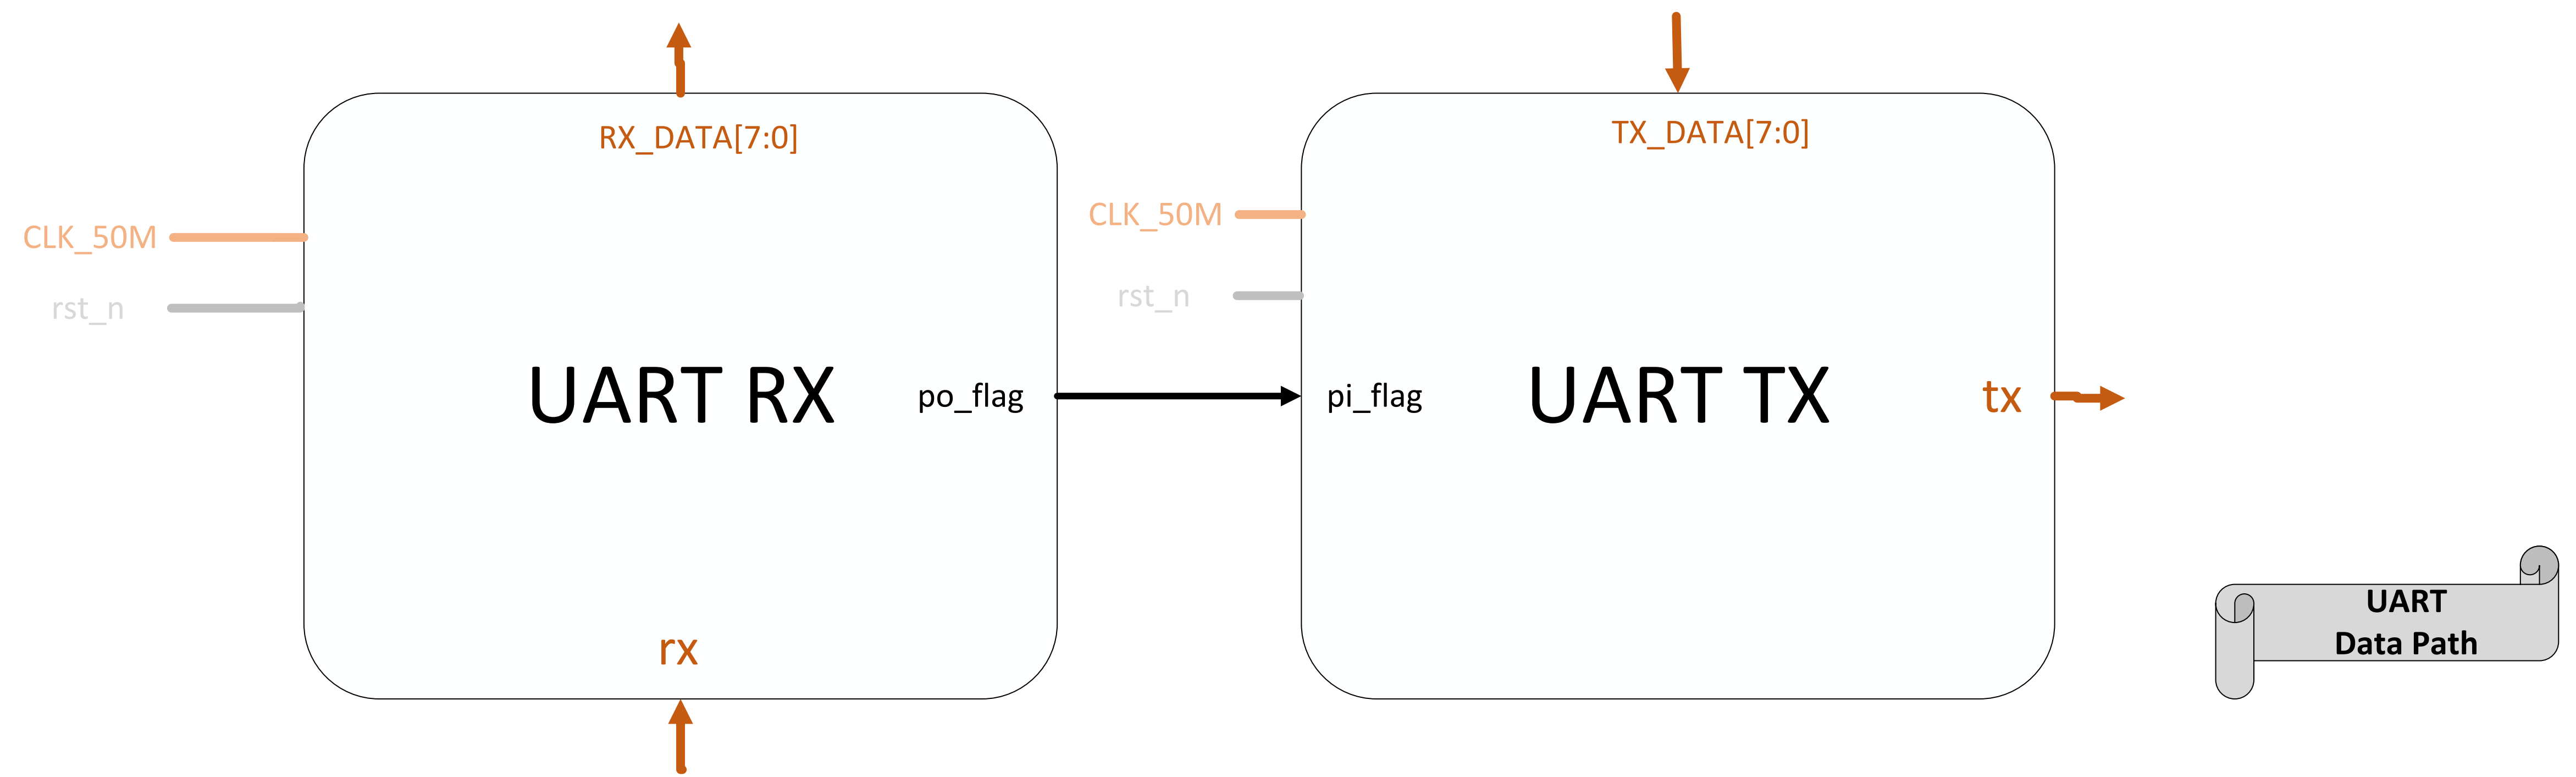 RX_DATA[7:0]
CLK_50M
rst_n
UART RX
po_flag
rx
TX_DATA[7:0]
CLK_50M
rst_n
pi_flag
UART TX
tx
UART
Data Path